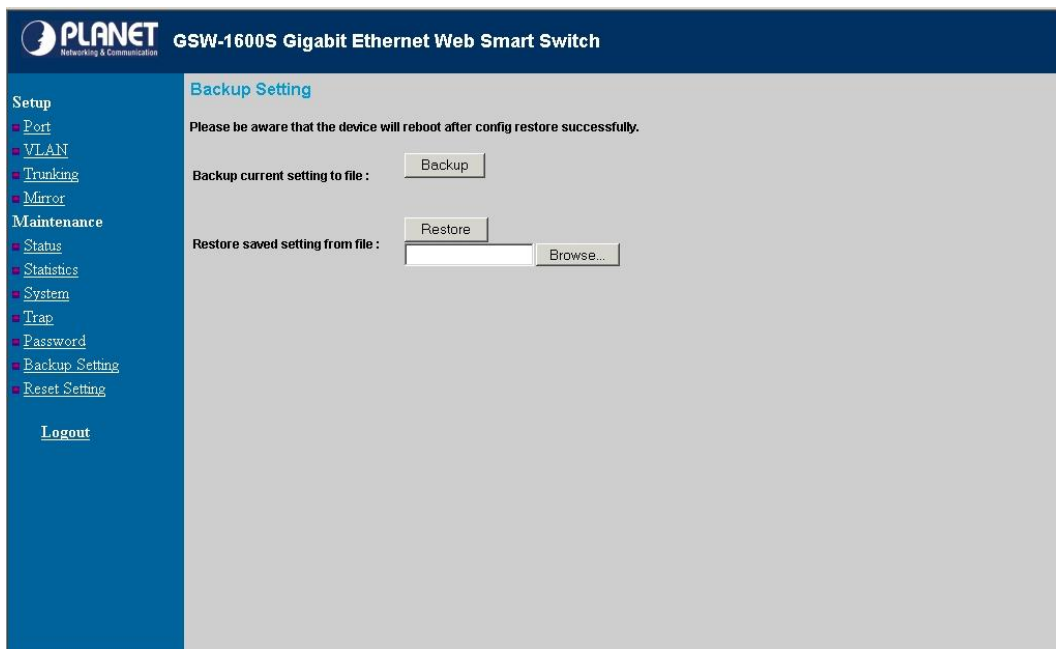 PLANET
Networking & Communication
GSW-1600S Gigabit Ethernet Web Smart Switch
Setup
Port
VLAN
Trunking
Mirror
Maintenance
Status
Statistics
System
Trap
Password
Backup Setting
Reset Setting
Logout
Backup Setting
Please be aware that the device will reboot after config restore successfully.
Backup current setting to file :
Backup
Restore
Restore saved setting from file :
Browse...